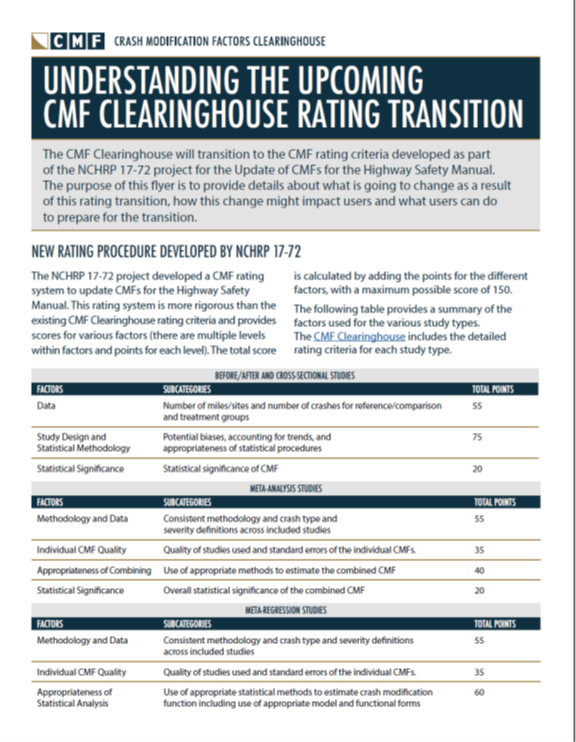 CMF CRASH MODIFICATION FACTORS CLEARINGHOUSE
UNDERSTANDING THE UPCOMING
CMF CLEARINGHOUSE RATING TRANSITION
The CMF Clearinghouse will transition to the CMF rating criteria developed as part
of the NCHRP 17-72 project for the Update of CMFs for the Highway Safety Manual.
The purpose of this flyer is to provide details about what is going to change as a result
of this rating transition, how this change might impact users and what users can do
to prepare for the transition.
NEW RATING PROCEDURE DEVELOPED BY NCHRP 17-72
The NCHRP 17-72 project developed a CMF rating
system to update CMFs for the Highway Safety
Manual. This rating system is more rigorous than the
existing CMF Clearinghouse rating criteria and provides
scores for various factors (there are multiple levels
within factors and points for each level). The total score
is calculated by adding the points for the different
factors, with a maximum possible score of 150.
The following table provides a summary of the
factors used for the various study types.
The CMF Clearinghouse includes the detailed
rating criteria for each study type.
BEFORE/AFTER AND CROSS-SECTIONAL STUDIES
FACTORS SUBCATEGORIES TOTAL POINTS
Data Number of miles/sites and number of crashes for reference/comparison 55
and treatment groups
Study Design and Potential biases, accounting for trends, and 75
Statistical Methodology appropriateness of statistical procedures
Statistical Significance Statistical significance of CMF 20
META-ANALYSIS STUDIES
FACTORS SUBCATEGORIES TOTAL POINTS
Methodology and Data Consistent methodology and crash type and 55
severity definitions across included studies
Individual CMF Quality Quality of studies used and standard errors of the individual CMFs. 35
Appropriateness of Combining Use of appropriate methods to estimate the combined CMF 40
Statistical Significance Overall statistical significance of the combined CMF 20
META-REGRESSION STUDIES
FACTORS SUBCATEGORIES TOTAL POINTS
Methodology and Data Consistent methodology and crash type and severity definitions 55
across included studies
Individual CMF Quality Quality of studies used and standard errors of the individual CMFs. 35
Appropriateness of Use of appropriate statistical methods to estimate crash modification 60
Statistical Analysis function including use of appropriate model and functional forms